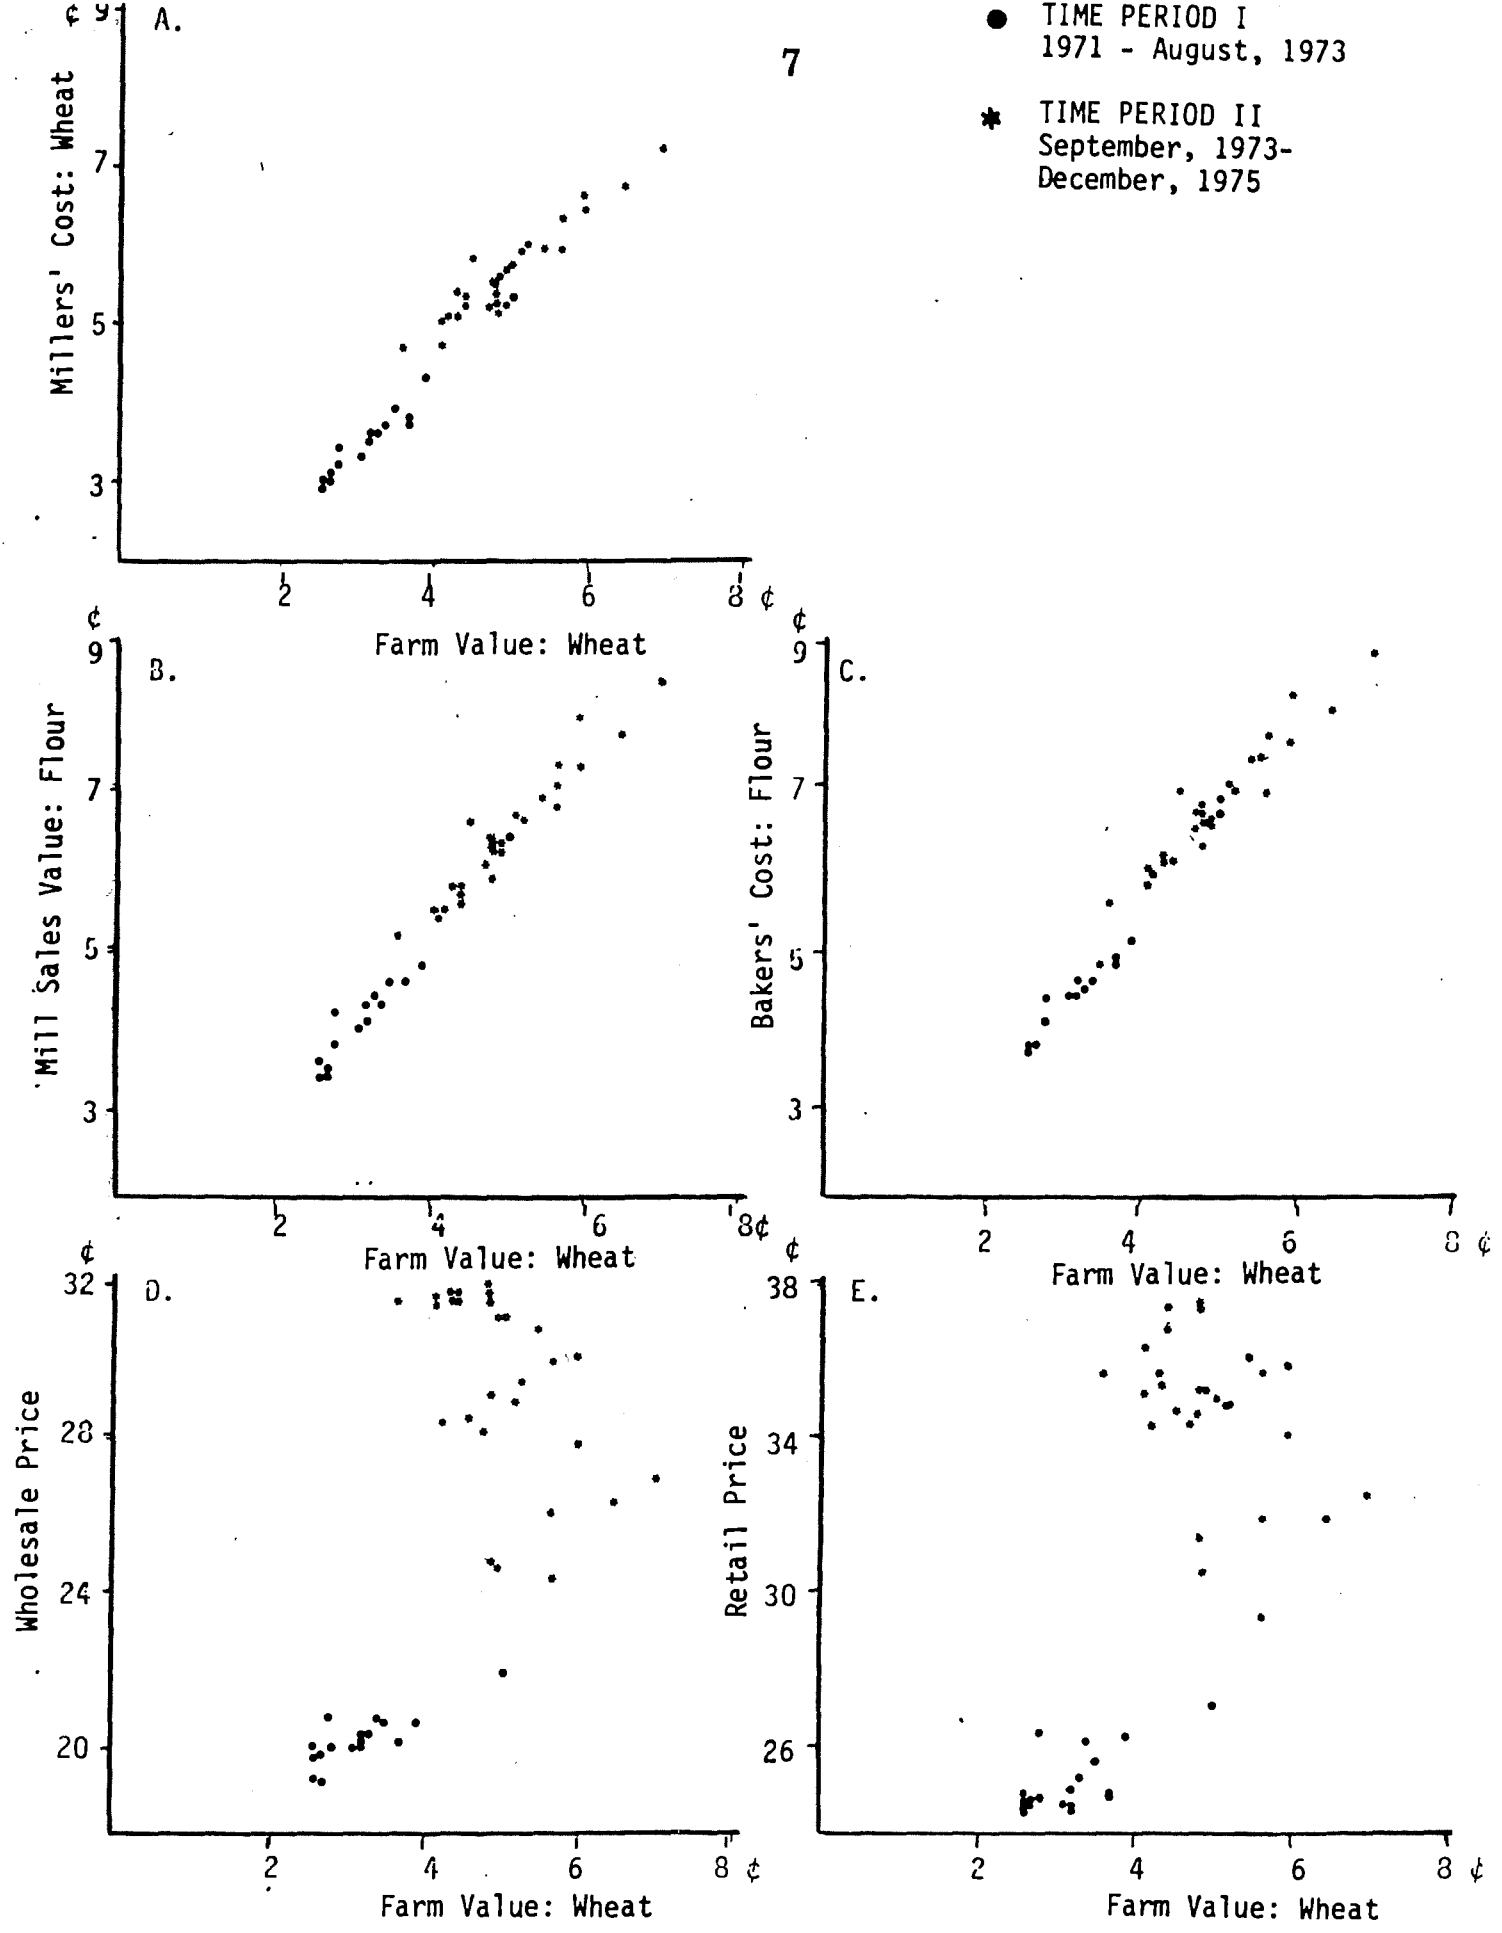 ¢ 9
A.
7
● TIME PERIOD I
1971 - August, 1973
* TIME PERIOD II
September, 1973-
December, 1975
Millers' Cost: Wheat
7
5
3
2 4 6 8 ¢
Farm Value: Wheat
¢
9
B.
Mill Sales Value: Flour
7
5
3
2 4 6 8¢
Farm Value: Wheat
¢
9
C.
Bakers' Cost: Flour
7
5
3
2 4 6 8 ¢
Farm Value: Wheat
¢
32
D.
Wholesale Price
28
24
20
2 4 6 8 ¢
Farm Value: Wheat
¢
38
E.
Retail Price
34
30
26
2 4 6 8 ¢
Farm Value: Wheat